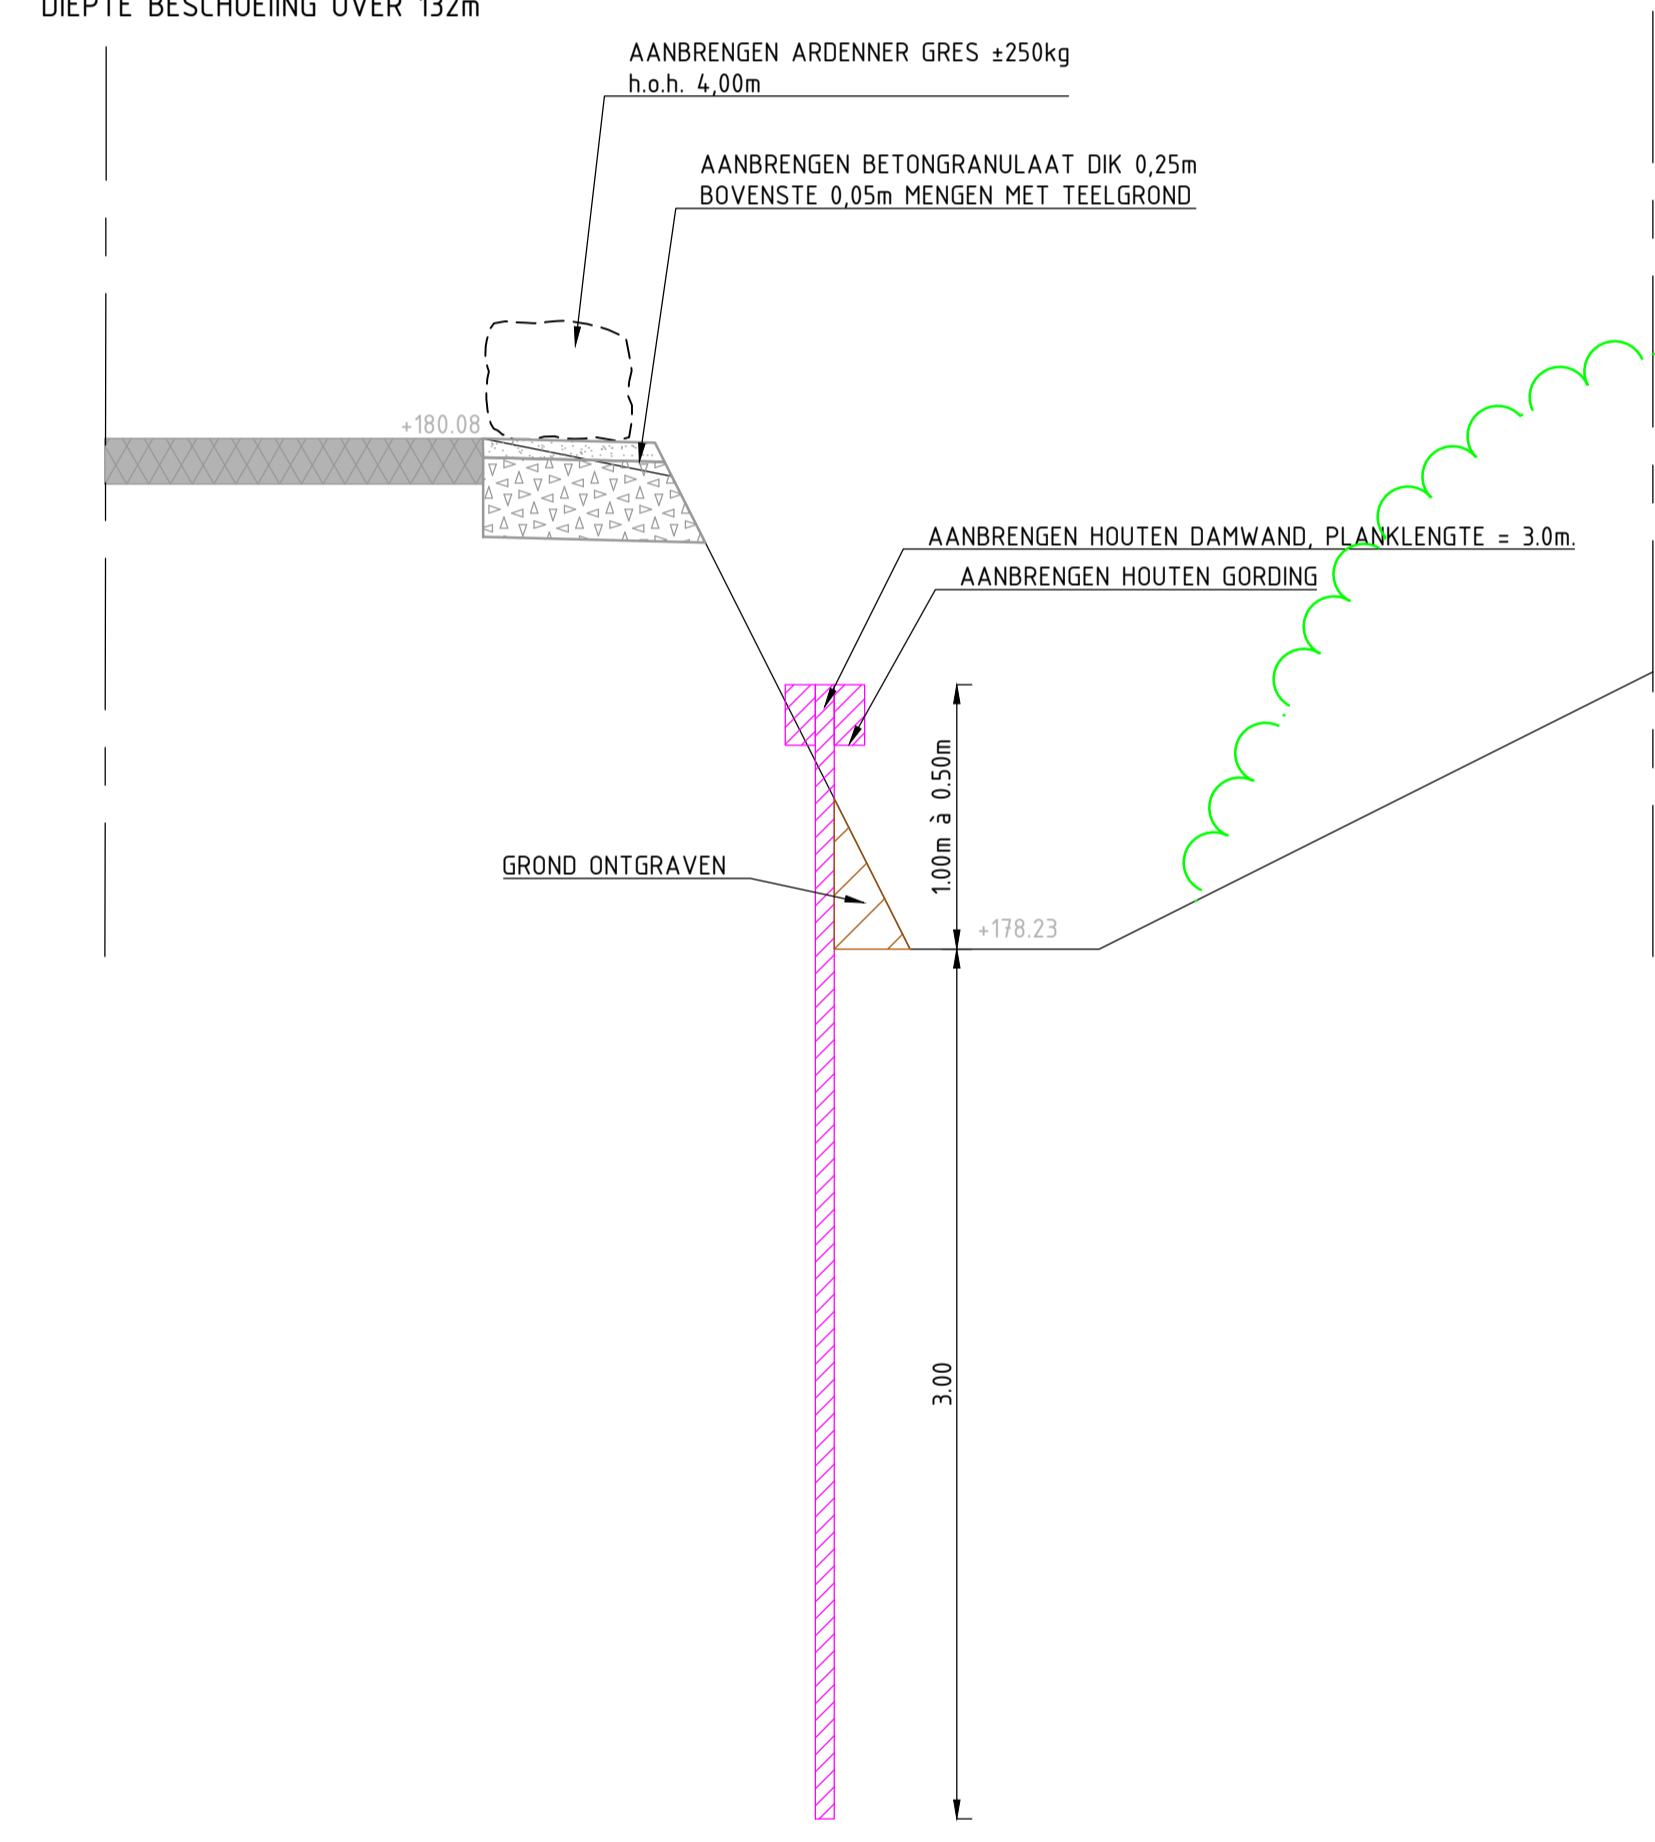 DIEPTE BESCHOEIING OVER 132m
AANBRENGEN ARDENNER GRES ±250kg
h.o.h. 4,00m
AANBRENGEN BETONGRANULAAT DIK 0,25m
BOVENSTE 0,05m MENGEN MET TEELGROND
+180.08
AANBRENGEN HOUTEN DAMWAND, PLANKLENGTE = 3.0m.
AANBRENGEN HOUTEN GORDING
1.00m à 0.50m
GROND ONTGRAVEN
+178.23
3.00